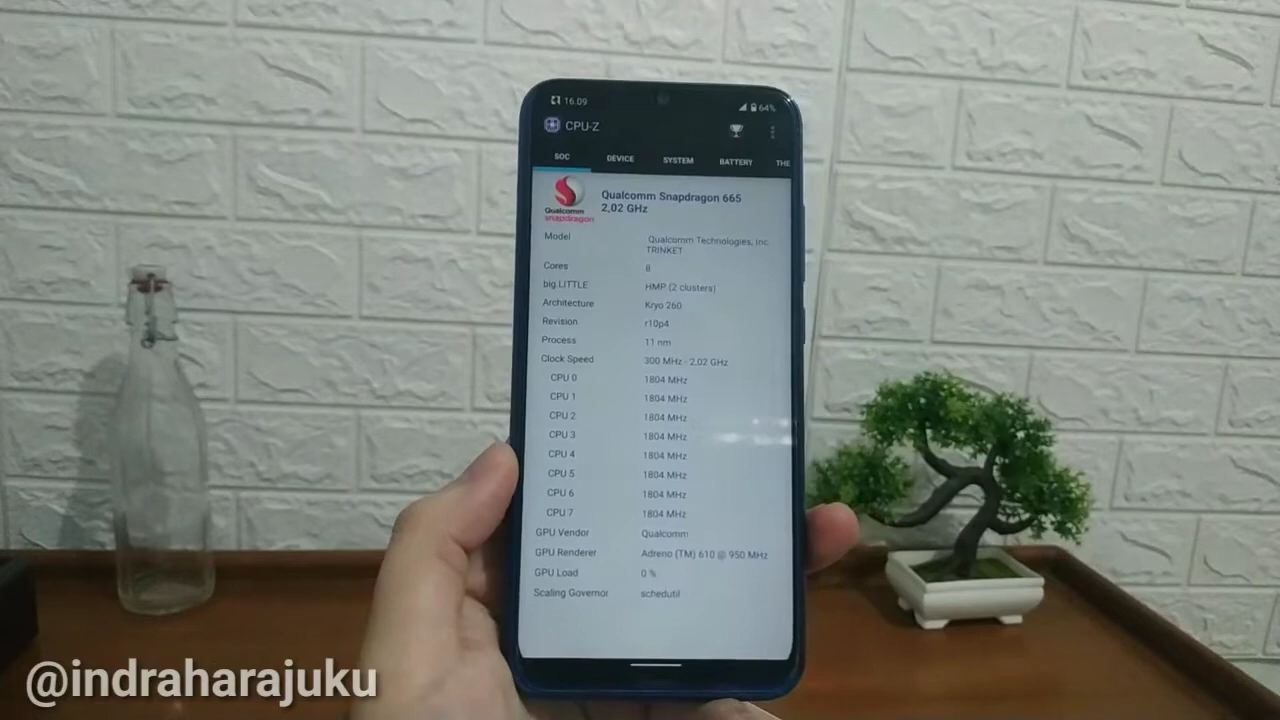 16.09
64%
CPU-Z
SOC DEVICE SYSTEM BATTERY THE
Qualcomm
snapdragon
Qualcomm Snapdragon 665
2,02 GHz
Model Qualcomm Technologies, Inc
TRINKET
Cores 8
big.LITTLE HMP (2 clusters)
Architecture Kryo 260
Revision r10p4
Process 11 nm
Clock Speed 300 MHz - 2,02 GHz
CPU 0 1804 MHz
CPU 1 1804 MHz
CPU 2 1804 MHz
CPU 3 1804 MHz
CPU 4 1804 MHz
CPU 5 1804 MHz
CPU 6 1804 MHz
CPU 7 1804 MHz
GPU Vendor Qualcomm
GPU Renderer Adreno (TM) 610 @ 950 MHz
GPU Load 0 %
Scaling Governor schedutil
@indraharajuku